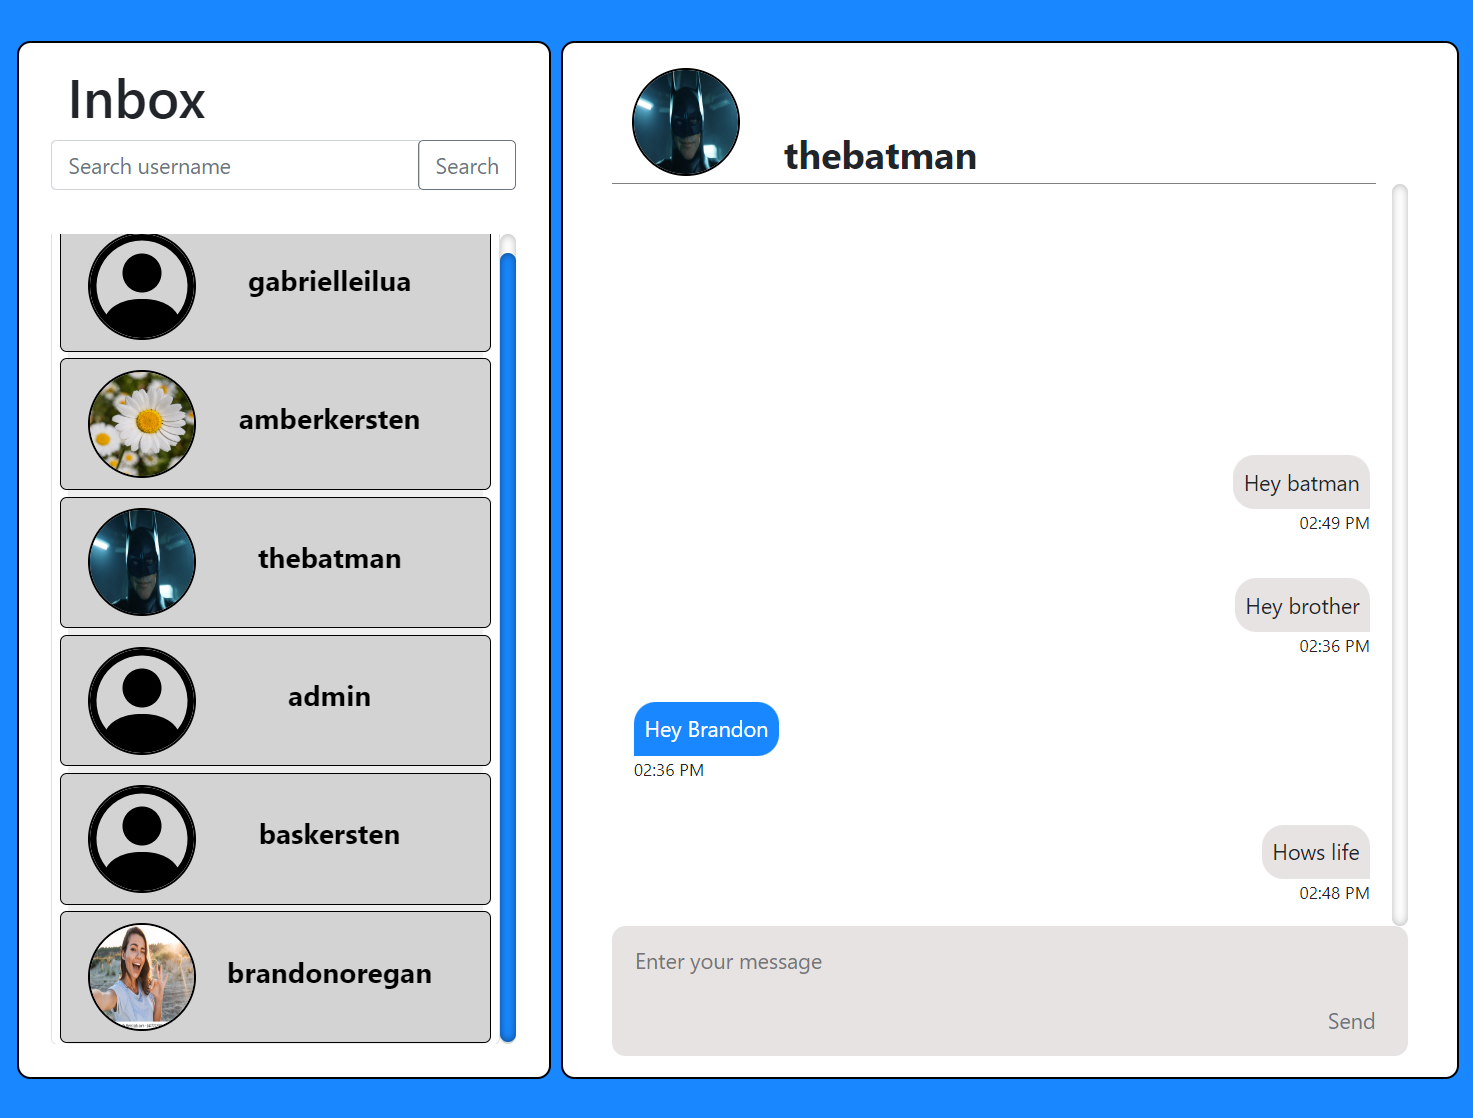 Inbox
Search username
Search
gabrielleilua
amberkersten
thebatman
admin
baskersten
brandonoregan
thebatman
Hey batman
02:49 PM
Hey brother
02:36 PM
Hey Brandon
02:36 PM
Hows life
02:48 PM
Enter your message
Send